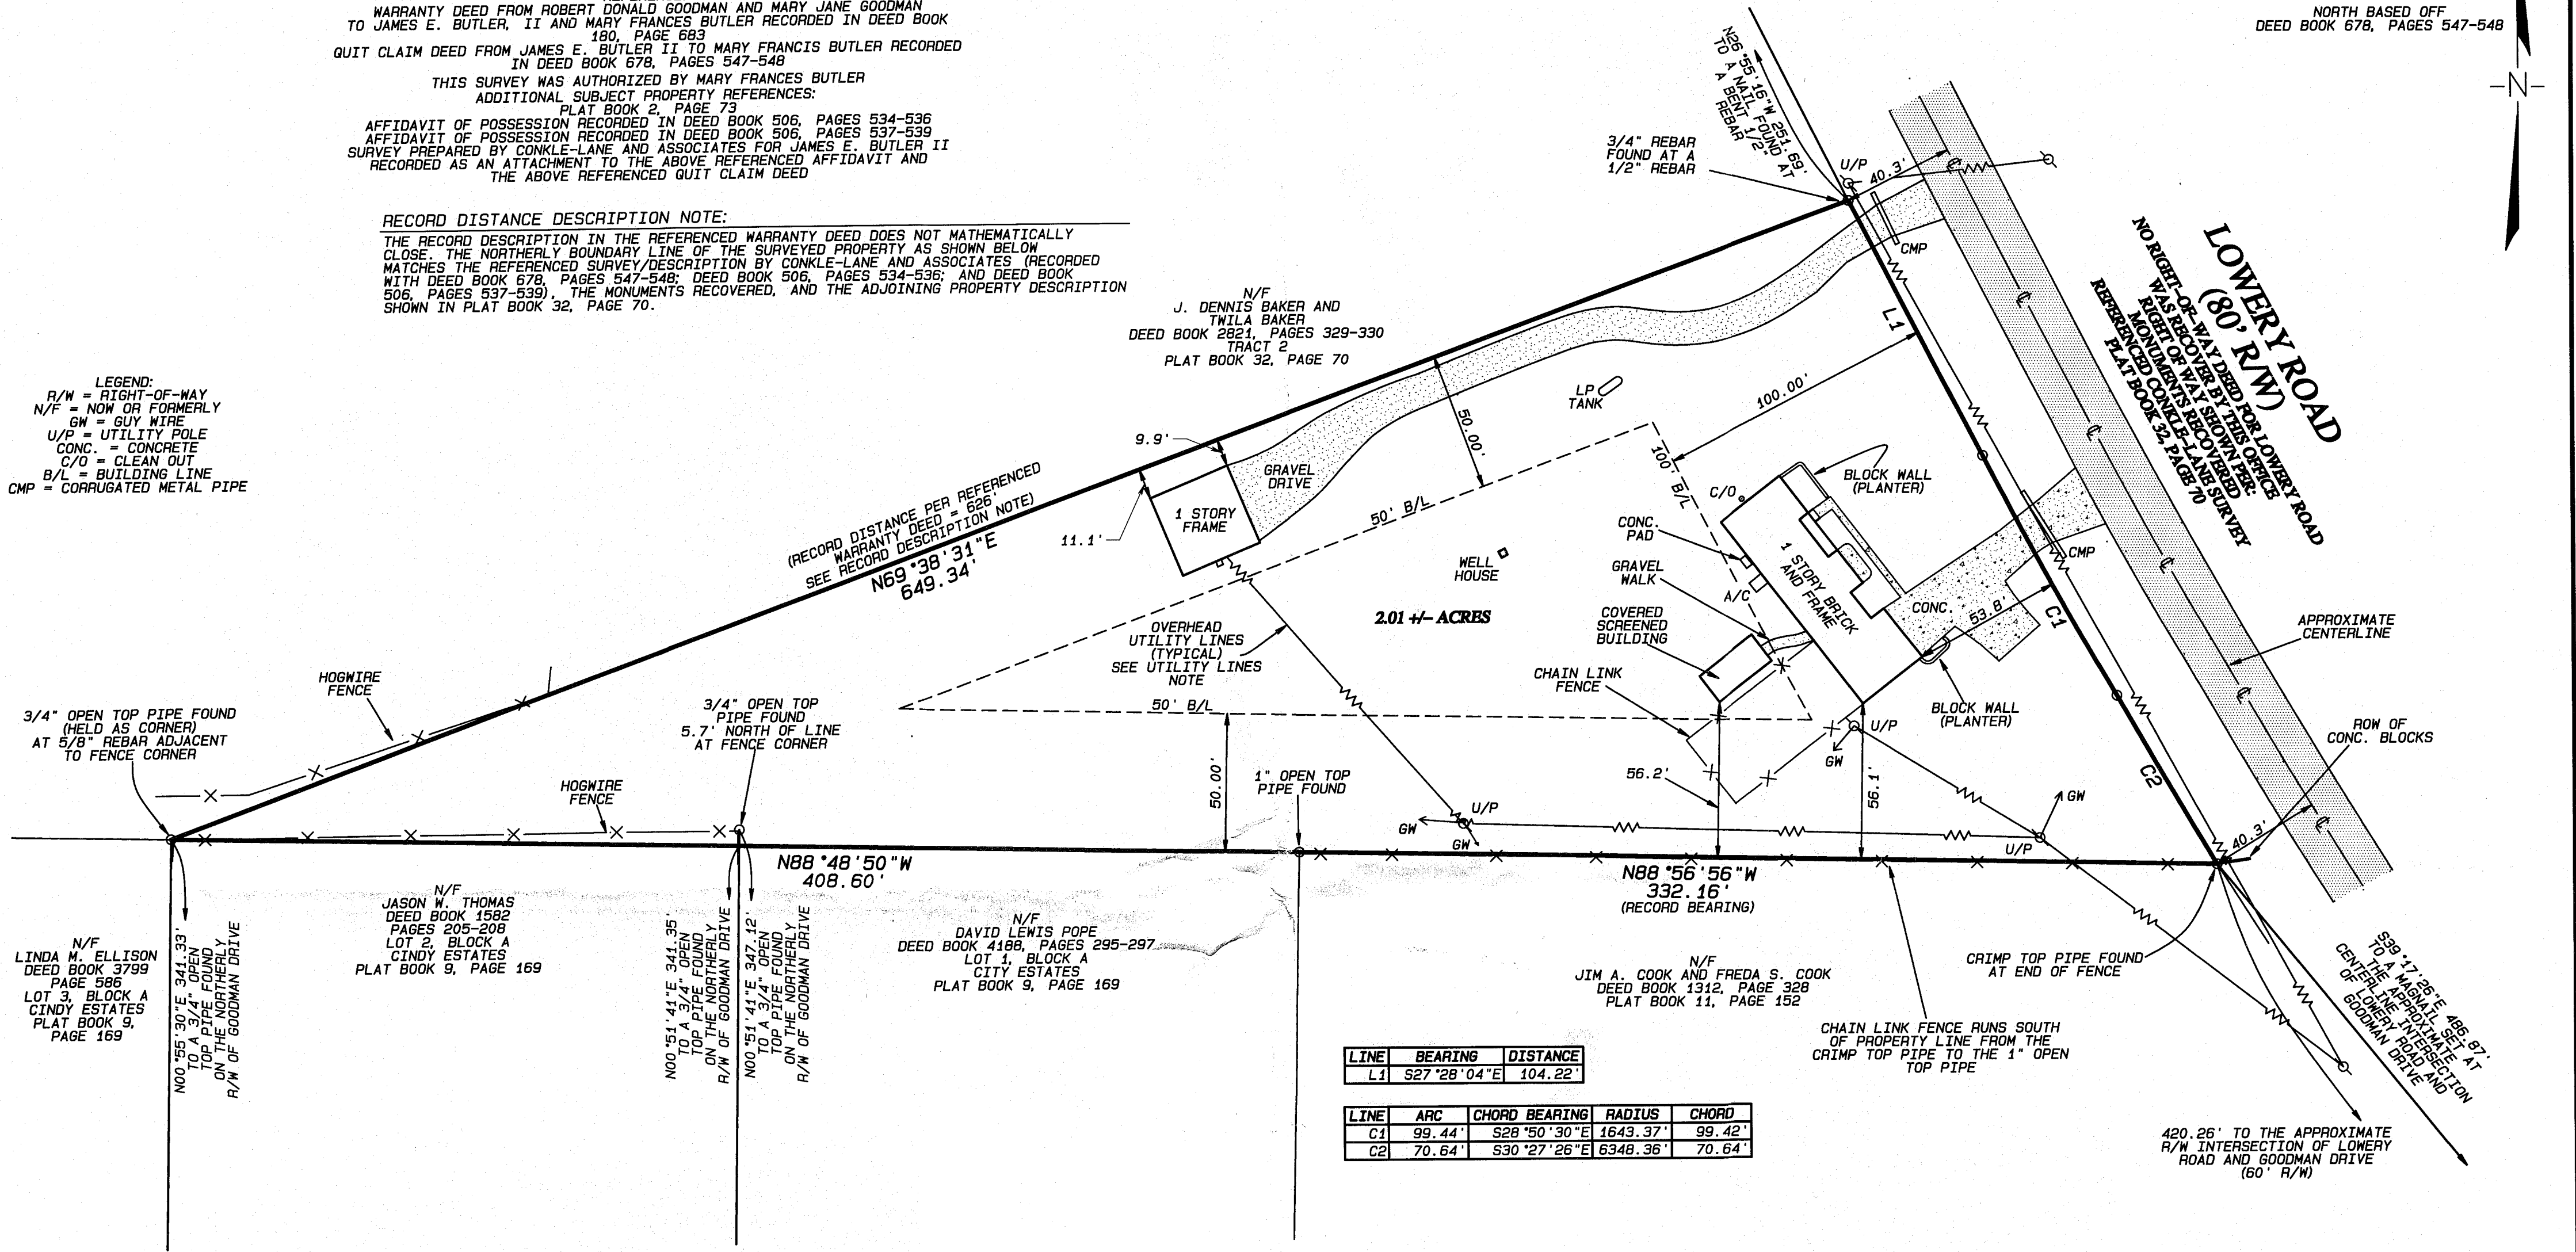 WARRANTY DEED FROM ROBERT DONALD GOODMAN AND MARY JANE GOODMAN
TO JAMES E. BUTLER, II AND MARY FRANCES BUTLER RECORDED IN DEED BOOK
180, PAGE 683
QUIT CLAIM DEED FROM JAMES E. BUTLER II TO MARY FRANCIS BUTLER RECORDED
IN DEED BOOK 678, PAGES 547-548
THIS SURVEY WAS AUTHORIZED BY MARY FRANCES BUTLER
ADDITIONAL SUBJECT PROPERTY REFERENCES:
PLAT BOOK 2, PAGE 73
AFFIDAVIT OF POSSESSION RECORDED IN DEED BOOK 506, PAGES 534-536
AFFIDAVIT OF POSSESSION RECORDED IN DEED BOOK 506, PAGES 537-539
SURVEY PREPARED BY CONKLE-LANE AND ASSOCIATES FOR JAMES E. BUTLER II
RECORDED AS AN ATTACHMENT TO THE ABOVE REFERENCED AFFIDAVIT AND
THE ABOVE REFERENCED QUIT CLAIM DEED
RECORD DISTANCE DESCRIPTION NOTE:
THE RECORD DESCRIPTION IN THE REFERENCED WARRANTY DEED DOES NOT MATHEMATICALLY
CLOSE. THE NORTHERLY BOUNDARY LINE OF THE SURVEYED PROPERTY AS SHOWN BELOW
MATCHES THE REFERENCED SURVEY/DESCRIPTION BY CONKLE-LANE AND ASSOCIATES (RECORDED
WITH DEED BOOK 678, PAGES 547-548; DEED BOOK 506, PAGES 534-536; AND DEED BOOK
506, PAGES 537-539), THE MONUMENTS RECOVERED, AND THE ADJOINING PROPERTY DESCRIPTION
SHOWN IN PLAT BOOK 32, PAGE 70.
NORTH BASED OFF
DEED BOOK 678, PAGES 547-548
-N-
N26°55'16"W 251.69'
TO A NAIL FOUND AT
A BENT 1/2"
REBAR
3/4" REBAR
FOUND AT A
1/2" REBAR
U/P
40.3'
CMP
LOWERY ROAD
(80' R/W)
NO RIGHT-OF-WAY DEED FOR LOWERY ROAD
WAS RECOVER BY THIS OFFICE
RIGHT OF WAY SHOWN PER:
MONUMENTS RECOVERED
REFERENCED CONKLE-LANE SURVEY
PLAT BOOK 32, PAGE 70
LEGEND:
R/W = RIGHT-OF-WAY
N/F = NOW OR FORMERLY
GW = GUY WIRE
U/P = UTILITY POLE
CONC. = CONCRETE
C/O = CLEAN OUT
B/L = BUILDING LINE
CMP = CORRUGATED METAL PIPE
N/F
J. DENNIS BAKER AND
TWILA BAKER
DEED BOOK 2821, PAGES 329-330
TRACT 2
PLAT BOOK 32, PAGE 70
L1
LP
TANK
100.00'
50.00'
9.9'
GRAVEL
DRIVE
1 STORY
FRAME
11.1'
50' B/L
100' B/L
C/O
BLOCK WALL
(PLANTER)
CONC.
PAD
GRAVEL
WALK
A/C
COVERED
SCREENED
BUILDING
1 STORY BRICK
AND FRAME
CONC.
53.8'
CMP
C1
WELL
HOUSE
2.01 +/- ACRES
(RECORD DISTANCE PER REFERENCED
WARRANTY DEED = 626'
SEE RECORD DESCRIPTION NOTE)
N69°38'31"E
649.34'
OVERHEAD
UTILITY LINES
(TYPICAL)
SEE UTILITY LINES
NOTE
APPROXIMATE
CENTERLINE
CHAIN LINK
FENCE
BLOCK WALL
(PLANTER)
50' B/L
HOGWIRE
FENCE
3/4" OPEN TOP PIPE FOUND
(HELD AS CORNER)
AT 5/8" REBAR ADJACENT
TO FENCE CORNER
3/4" OPEN TOP
PIPE FOUND
5.7' NORTH OF LINE
AT FENCE CORNER
HOGWIRE
FENCE
50.00'
1" OPEN TOP
PIPE FOUND
56.2'
U/P
GW
56.1'
C2
ROW OF
CONC. BLOCKS
GW
U/P
GW
GW
U/P
40.3'
N88°48'50"W
408.60'
N88°56'56"W
332.16'
(RECORD BEARING)
N/F
LINDA M. ELLISON
DEED BOOK 3799
PAGE 586
LOT 3, BLOCK A
CINDY ESTATES
PLAT BOOK 9,
PAGE 169
N00°55'30"E 341.33'
TO A 3/4" OPEN
TOP PIPE FOUND
ON THE NORTHERLY
R/W OF GOODMAN DRIVE
N/F
JASON W. THOMAS
DEED BOOK 1582
PAGES 205-208
LOT 2, BLOCK A
CINDY ESTATES
PLAT BOOK 9, PAGE 169
N00°51'41"E 341.35'
TO A 3/4" OPEN
TOP PIPE FOUND
ON THE NORTHERLY
R/W OF GOODMAN DRIVE
N00°51'41"E 347.12'
TO A 3/4" OPEN
TOP PIPE FOUND
ON THE NORTHERLY
R/W OF GOODMAN DRIVE
N/F
DAVID LEWIS POPE
DEED BOOK 4188, PAGES 295-297
LOT 1, BLOCK A
CITY ESTATES
PLAT BOOK 9, PAGE 169
N/F
JIM A. COOK AND FREDA S. COOK
DEED BOOK 1312, PAGE 328
PLAT BOOK 11, PAGE 152
CRIMP TOP PIPE FOUND
AT END OF FENCE
CHAIN LINK FENCE RUNS SOUTH
OF PROPERTY LINE FROM THE
CRIMP TOP PIPE TO THE 1" OPEN
TOP PIPE
S39°17'26"E 486.87'
TO A MAGNAIL SET AT
THE APPROXIMATE
CENTERLINE INTERSECTION
OF LOWERY ROAD AND
GOODMAN DRIVE
420.26' TO THE APPROXIMATE
R/W INTERSECTION OF LOWERY
ROAD AND GOODMAN DRIVE
(60' R/W)
LINE BEARING DISTANCE
L1 S27°28'04"E 104.22'
LINE ARC CHORD BEARING RADIUS CHORD
C1 99.44' S28°50'30"E 1643.37' 99.42'
C2 70.64' S30°27'26"E 6348.36' 70.64'